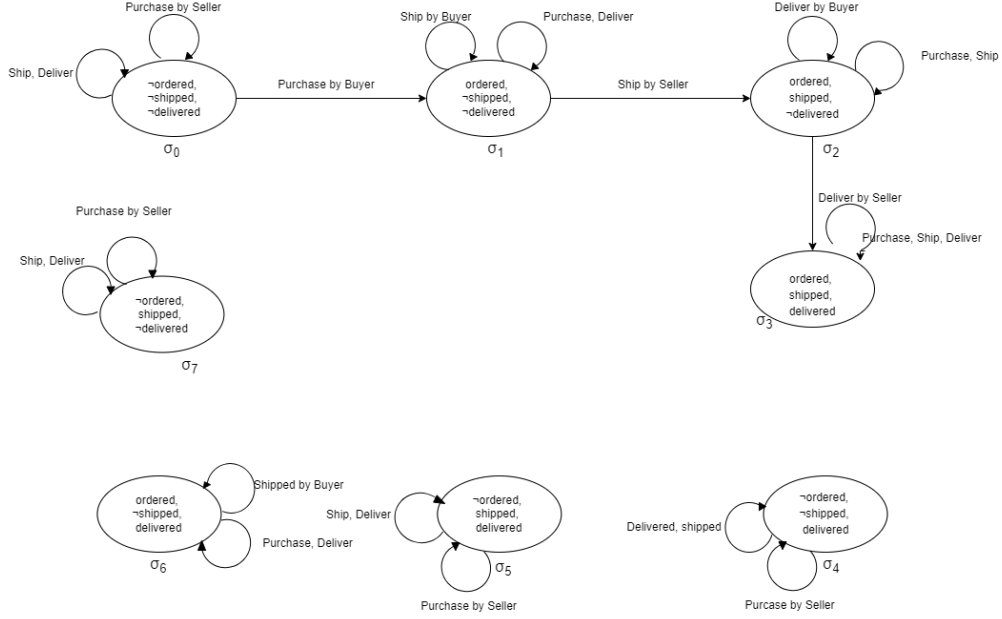 Purchase by Seller
Ship by Buyer
Purchase, Deliver
Deliver by Buyer
Ship, Deliver
Purchase, Ship
Purchase by Buyer
Ship by Seller
¬ordered,
¬shipped,
¬delivered
σ0
ordered,
¬shipped,
¬delivered
σ1
ordered,
shipped,
¬delivered
σ2
Deliver by Seller
Purchase, Ship, Deliver
ordered,
shipped,
delivered
σ3
Purchase by Seller
Ship, Deliver
¬ordered,
shipped,
¬delivered
σ7
ordered,
¬shipped,
delivered
σ6
Shipped by Buyer
Purchase, Deliver
Ship, Deliver
¬ordered,
shipped,
delivered
σ5
Purchase by Seller
Delivered, shipped
¬ordered,
¬shipped,
delivered
σ4
Purcase by Seller